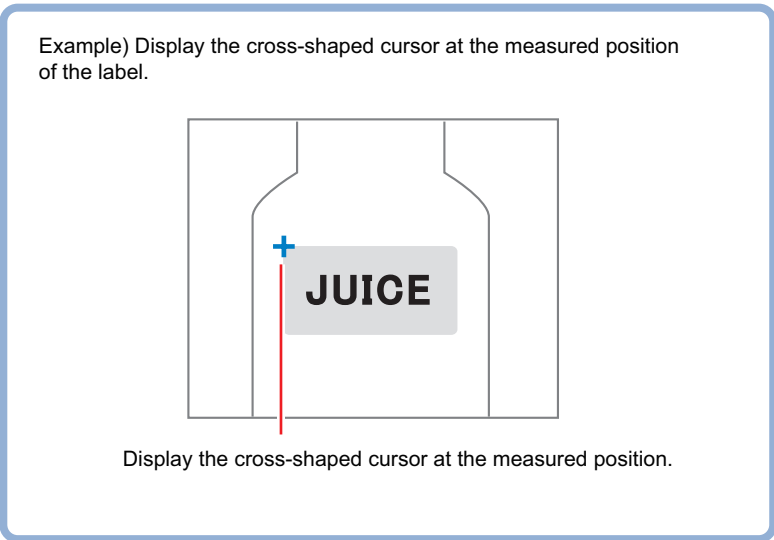 Example) Display the cross-shaped cursor at the measured position
of the label.
JUICE
Display the cross-shaped cursor at the measured position.